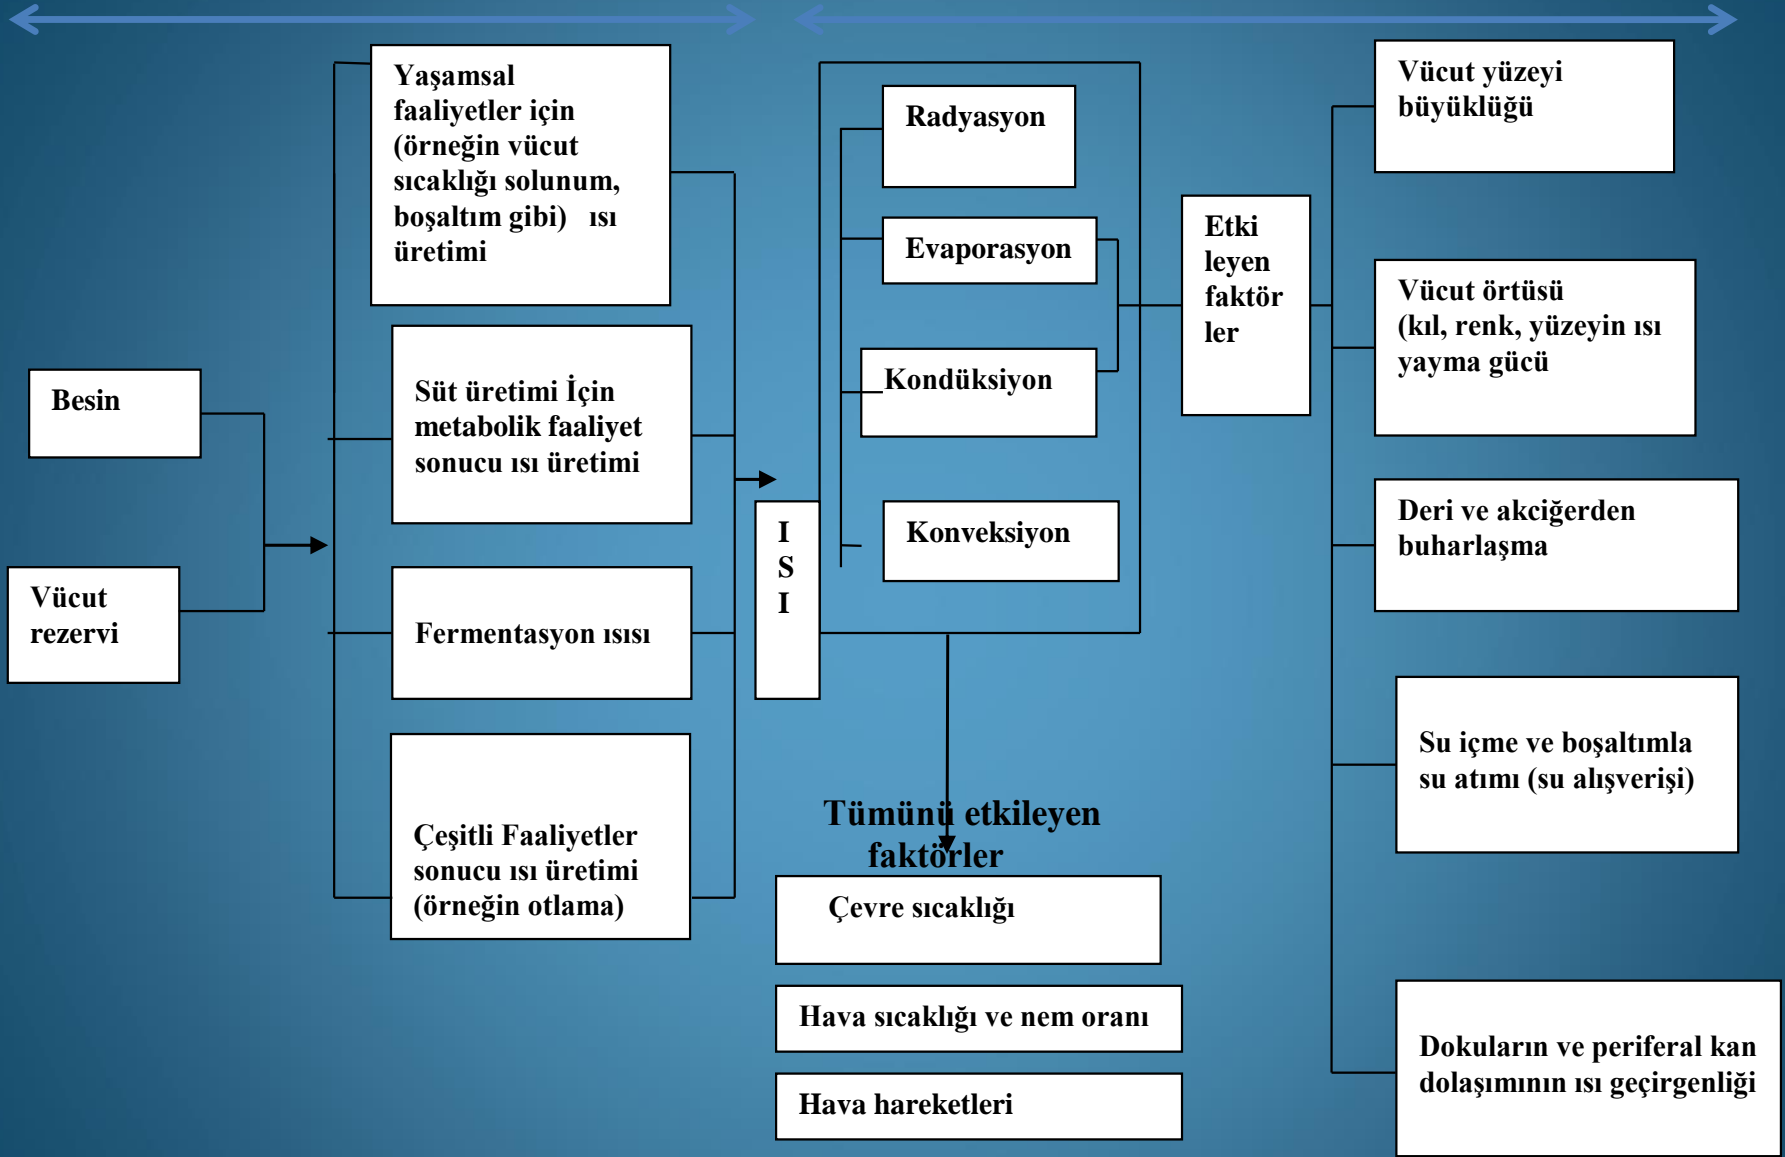 Yaşamsal
faaliyetler için
(örneğin vücut
sıcaklığı solunum,
boşaltım gibi) ısı
üretimi
Süt üretimi İçin
metabolik faaliyet
sonucu ısı üretimi
Besin
Vücut
rezervi
Fermentasyon ısısı
Çeşitli Faaliyetler
sonucu ısı üretimi
(örneğin otlama)
I
S
I
Radyasyon
Evaporasyon
Kondüksiyon
Konveksiyon
Etki
leyen
faktör
ler
Tümünü etkileyen
faktörler
Çevre sıcaklığı
Hava sıcaklığı ve nem oranı
Hava hareketleri
Vücut yüzeyi
büyüklüğü
Vücut örtüsü
(kıl, renk, yüzeyin ısı
yayma gücü
Deri ve akciğerden
buharlaşma
Su içme ve boşaltımla
su atımı (su alışverişi)
Dokuların ve periferal kan
dolaşımının ısı geçirgenliği